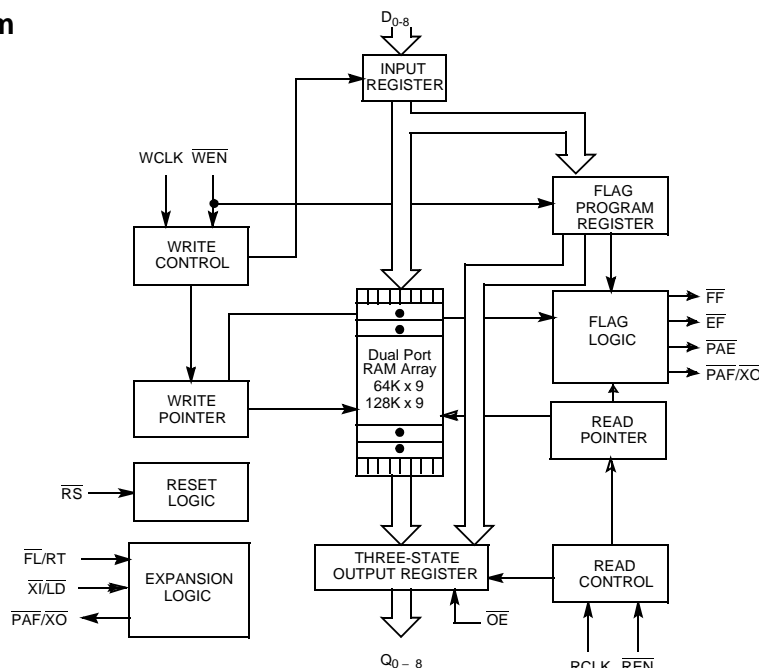 m
D0-8
INPUT
REGISTER
WCLK WEN
FLAG
PROGRAM
REGISTER
WRITE
CONTROL
FF
EF
PAE
PAF/XO
FLAG
LOGIC
Dual Port
RAM Array
64K x 9
128K x 9
WRITE
POINTER
READ
POINTER
RS
RESET
LOGIC
FL/RT
XI/LD
PAF/XO
EXPANSION
LOGIC
THREE-STATE
OUTPUT REGISTER
READ
CONTROL
OE
Q0 – 8
RCLK REN